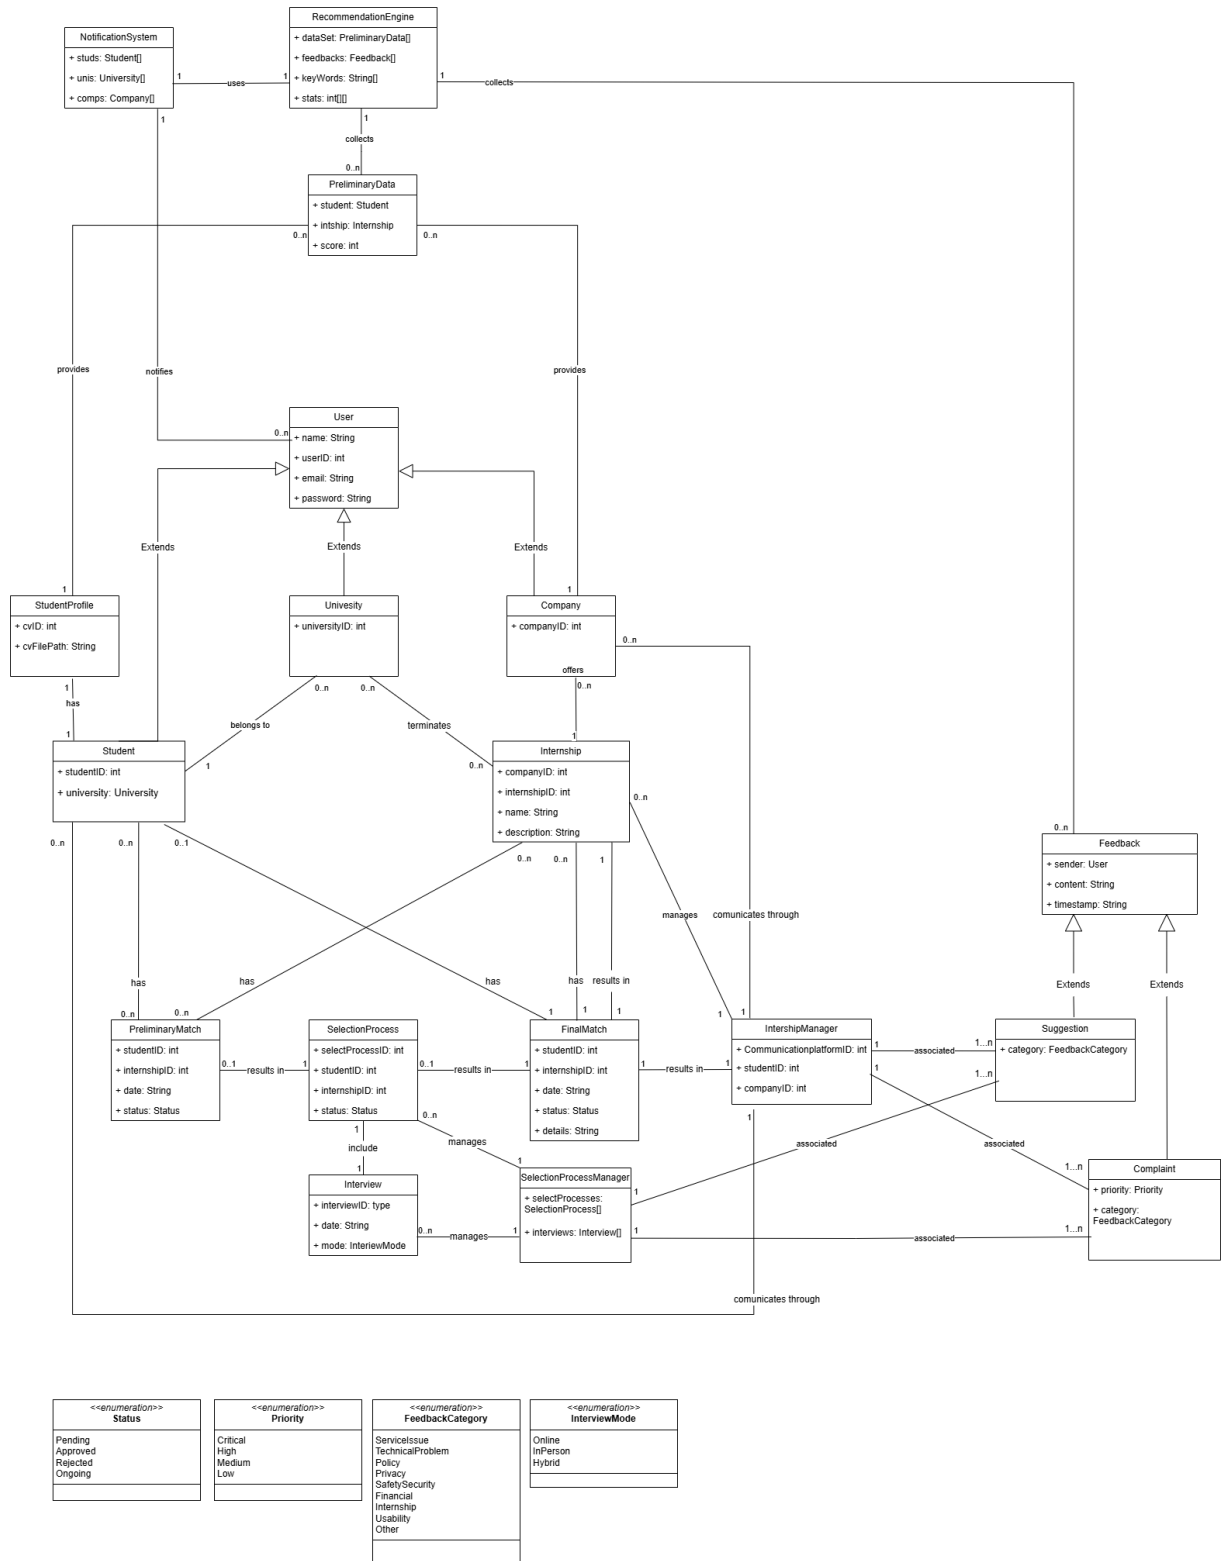 RecommendationEngine
+ dataSet: PreliminaryData[]
+ feedbacks: Feedback[]
+ keyWords: String[]
+ stats: int[][]
NotificationSystem
+ studs: Student[]
+ unis: University[]
+ comps: Company[]
1
uses
1
1
collects
1
1
collects
0..n
PreliminaryData
+ student: Student
+ intship: Internship
+ score: int
0..n
0..n
provides
notifies
provides
User
+ name: String
+ userID: int
+ email: String
+ password: String
0..n
Extends
Extends
Extends
1
1
StudentProfile
+ cvID: int
+ cvFilePath: String
Univesity
+ universityID: int
Company
+ companyID: int
offers
0..n
1
has
1
0..n
0..n
0..n
belongs to
terminates
1
0..n
1
Student
+ studentID: int
+ university: University
Internship
+ companyID: int
+ internshipID: int
+ name: String
+ description: String
0..n
0..n
0..n
0..1
0..n
0..n
1
0..n
Feedback
+ sender: User
+ content: String
+ timestamp: String
manages
comunicates through
has
has
has
has
results in
Extends
Extends
0..n
0..n
1
1
1
1
1
PreliminaryMatch
+ studentID: int
+ internshipID: int
+ date: String
+ status: Status
0..1
results in
1
SelectionProcess
+ selectProcessID: int
+ studentID: int
+ internshipID: int
+ status: Status
0..1
results in
1
FinalMatch
+ studentID: int
+ internshipID: int
+ date: String
+ status: Status
+ details: String
1
results in
1
IntershipManager
+ CommunicationplatformID: int
+ studentID: int
+ companyID: int
1
associated
1...n
1
1...n
Suggestion
+ category: FeedbackCategory
1
include
1
0..n
manages
1
1
associated
associated
1...n
Interview
+ interviewID: type
+ date: String
+ mode: InteriewMode
0..n
manages
1
SelectionProcessManager
+ selectProcesses:
SelectionProcess[]
+ interviews: Interview[]
1
1
associated
1...n
Complaint
+ priority: Priority
+ category:
FeedbackCategory
comunicates through
<<enumeration>>
Status
Pending
Approved
Rejected
Ongoing
<<enumeration>>
Priority
Critical
High
Medium
Low
<<enumeration>>
FeedbackCategory
ServiceIssue
TechnicalProblem
Policy
Privacy
SafetySecurity
Financial
Internship
Usability
Other
<<enumeration>>
InterviewMode
Online
InPerson
Hybrid